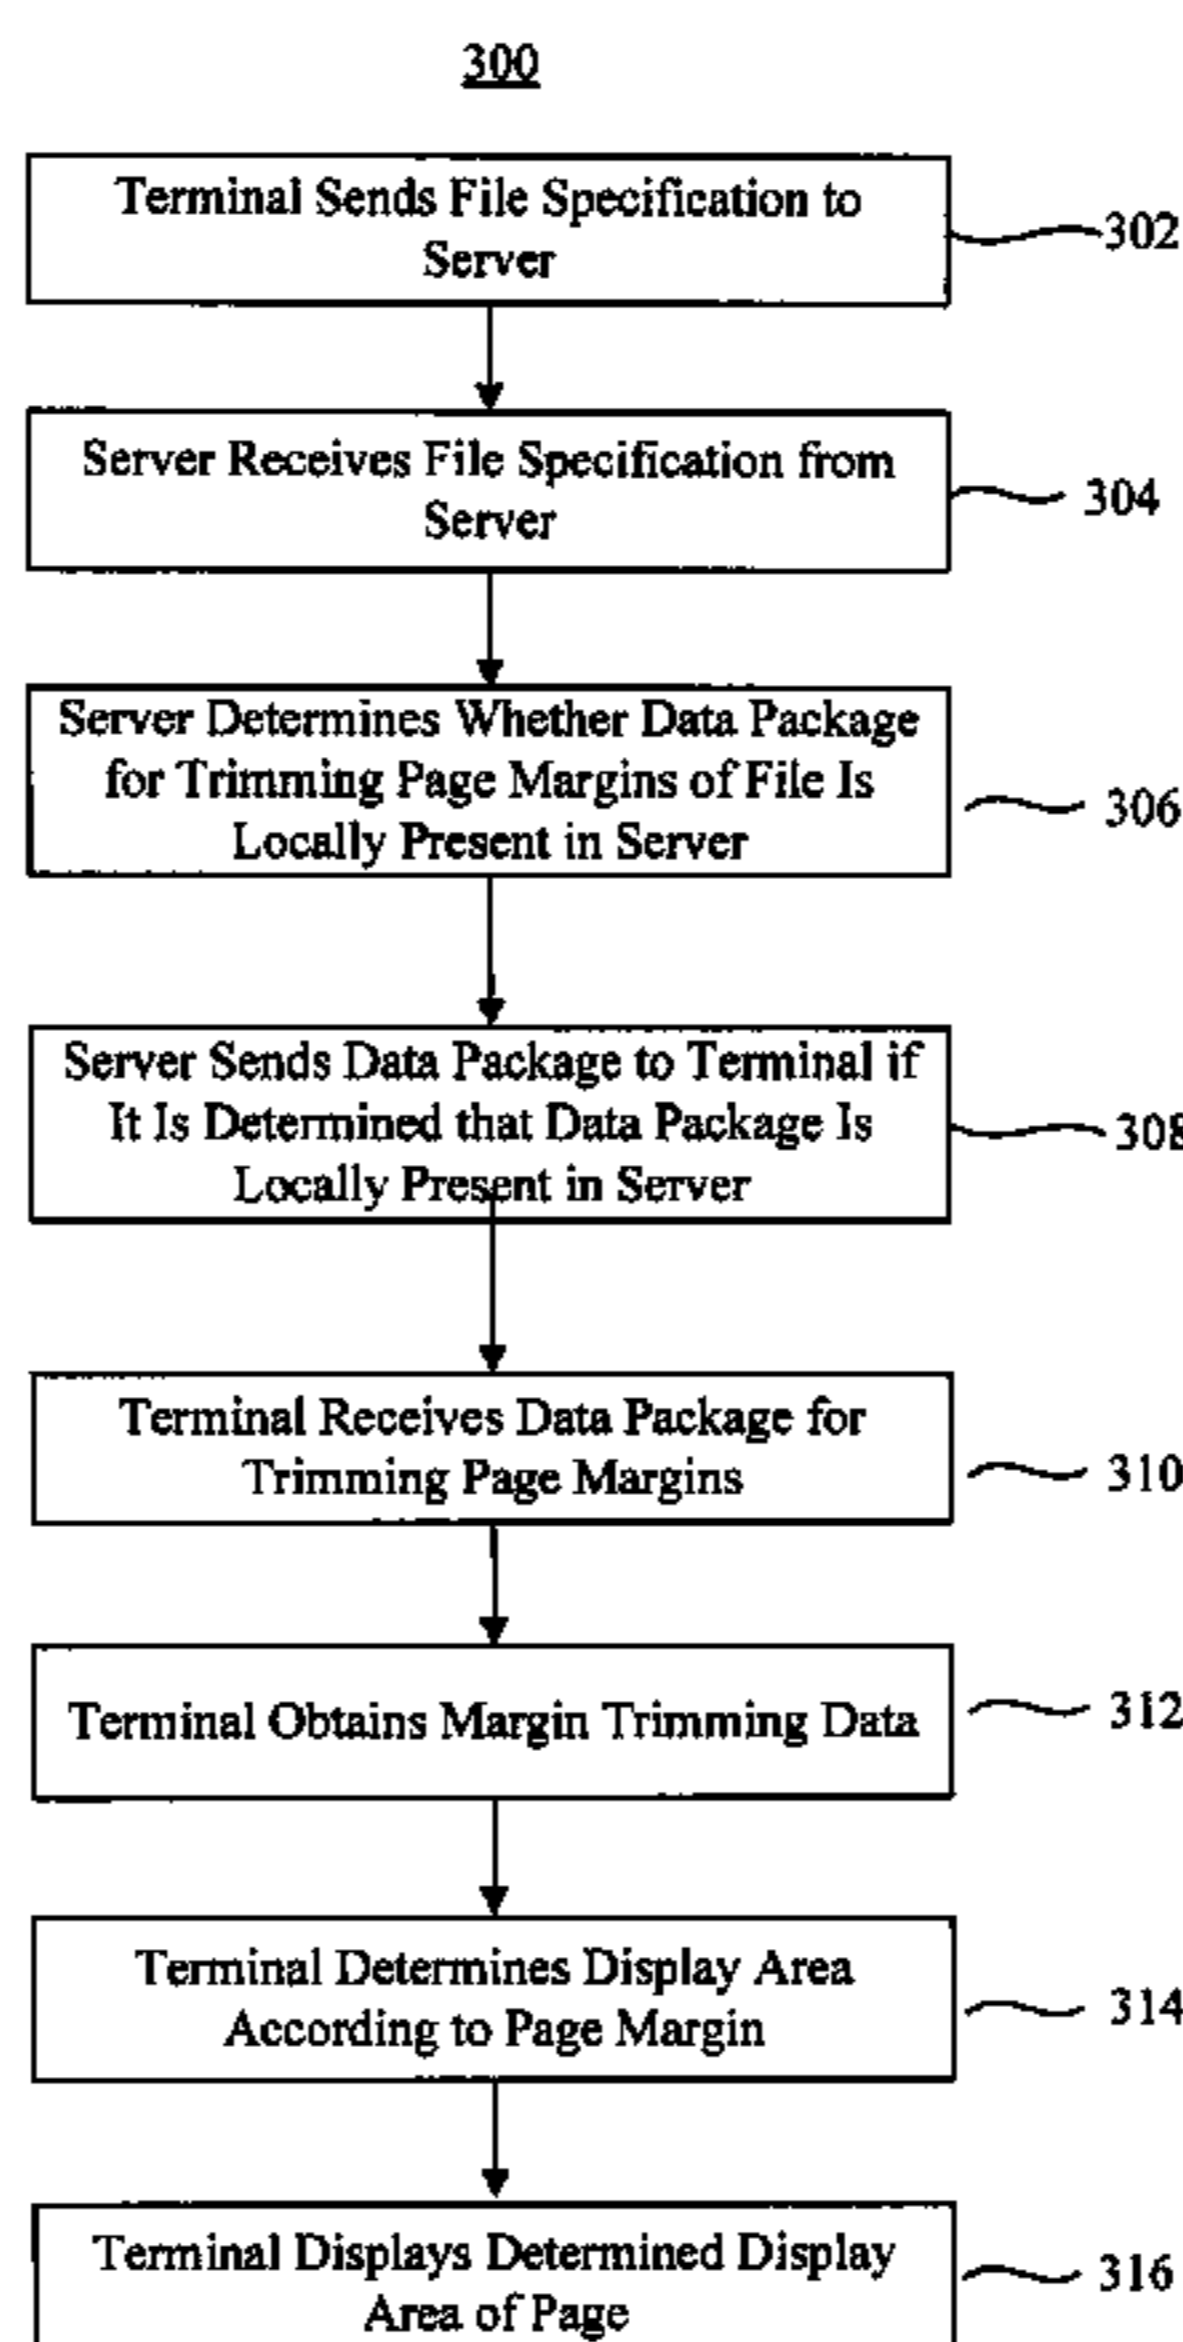 300
Terminal Sends File Specification to
Server
302
Server Receives File Specification from
Server
304
Server Determines Whether Data Package
for Trimming Page Margins of File Is
Locally Present in Server
306
Server Sends Data Package to Terminal if
It Is Determined that Data Package Is
Locally Present in Server
308
Terminal Receives Data Package for
Trimming Page Margins
310
Terminal Obtains Margin Trimming Data
312
Terminal Determines Display Area
According to Page Margin
314
Terminal Displays Determined Display
Area of Page
316